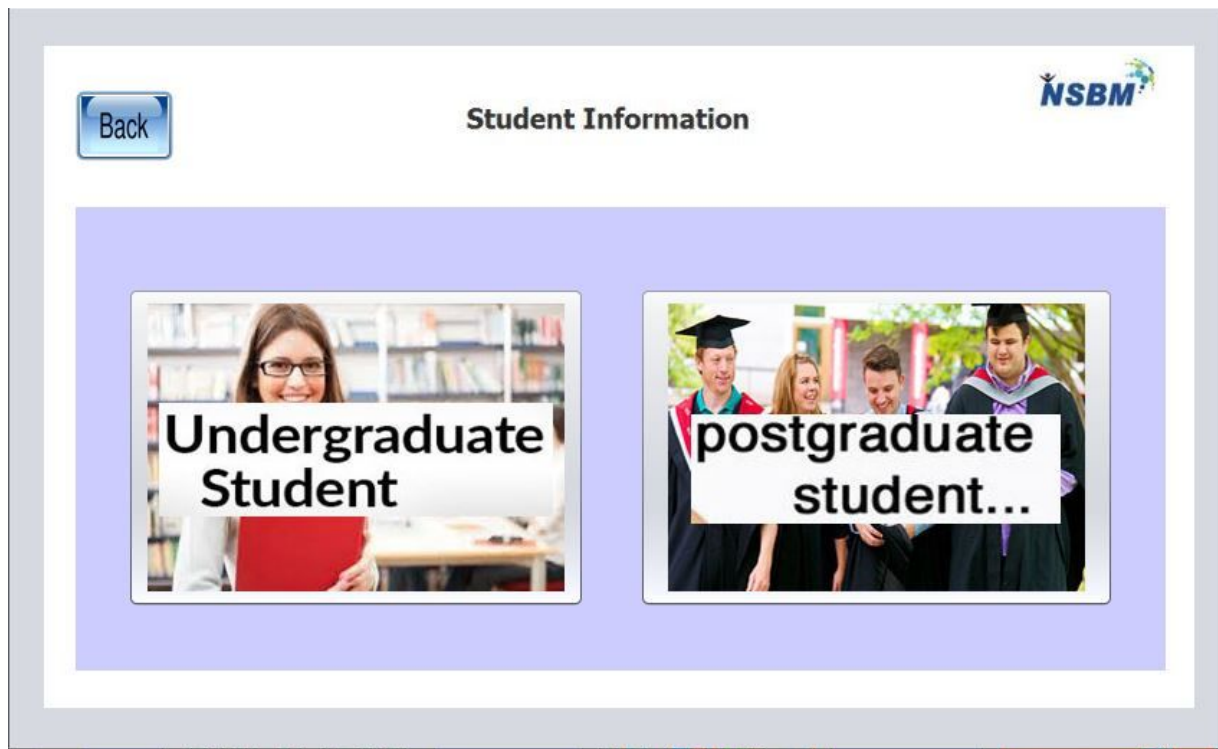 Back
Student Information
NSBM
Undergraduate
Student
postgraduate
student...